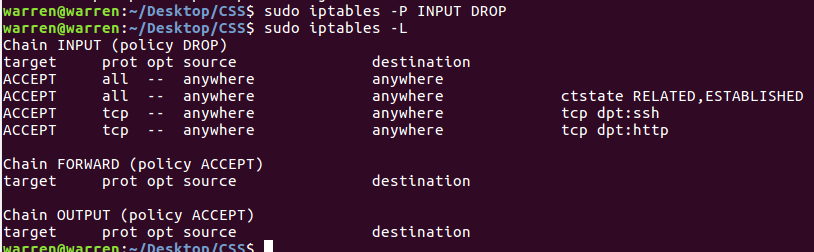 warren@warren:~/Desktop/CSS$ sudo iptables -P INPUT DROP
warren@warren:~/Desktop/CSS$ sudo iptables -L
Chain INPUT (policy DROP)
target     prot opt source               destination
ACCEPT     all  --  anywhere             anywhere
ACCEPT     all  --  anywhere             anywhere             ctstate RELATED,ESTABLISHED
ACCEPT     tcp  --  anywhere             anywhere             tcp dpt:ssh
ACCEPT     tcp  --  anywhere             anywhere             tcp dpt:http

Chain FORWARD (policy ACCEPT)
target     prot opt source               destination

Chain OUTPUT (policy ACCEPT)
target     prot opt source               destination
warren@warren:~/Desktop/CSS$